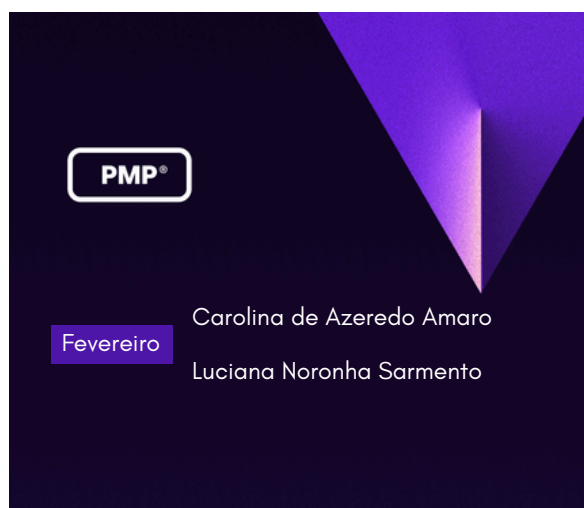 PMP®
Carolina de Azeredo Amaro
Fevereiro
Luciana Noronha Sarmento